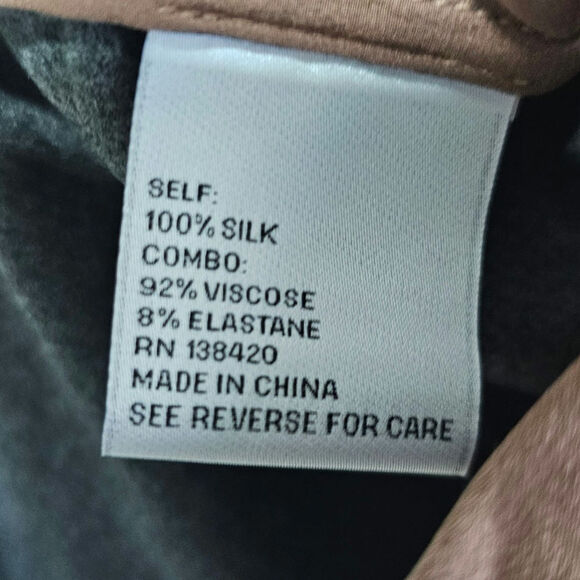 SELF:
100% SILK
COMBO:
92% VISCOSE
8% ELASTANE
RN 138420
MADE IN CHINA
SEE REVERSE FOR CARE